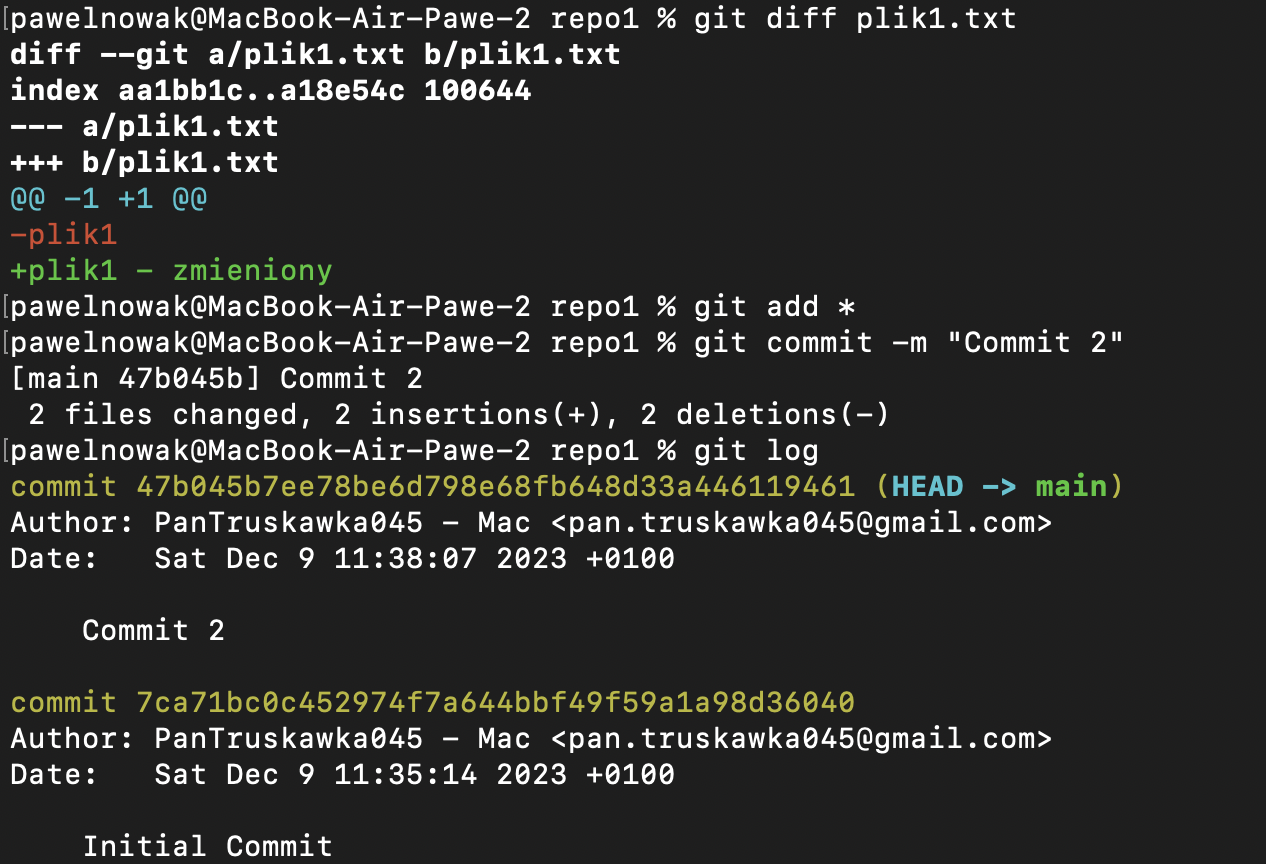 [pawelnowak@MacBook-Air-Pawe-2 repo1 % git diff plik1.txt
diff --git a/plik1.txt b/plik1.txt
index aa1bb1c..a18e54c 100644
--- a/plik1.txt
+++ b/plik1.txt
@@ -1 +1 @@
-plik1
+plik1 - zmieniony
[pawelnowak@MacBook-Air-Pawe-2 repo1 % git add *
[pawelnowak@MacBook-Air-Pawe-2 repo1 % git commit -m "Commit 2"
[main 47b045b] Commit 2
 2 files changed, 2 insertions(+), 2 deletions(-)
[pawelnowak@MacBook-Air-Pawe-2 repo1 % git log
commit 47b045b7ee78be6d798e68fb648d33a446119461 (HEAD -> main)
Author: PanTruskawka045 - Mac <pan.truskawka045@gmail.com>
Date:   Sat Dec 9 11:38:07 2023 +0100

    Commit 2

commit 7ca71bc0c452974f7a644bbf49f59a1a98d36040
Author: PanTruskawka045 - Mac <pan.truskawka045@gmail.com>
Date:   Sat Dec 9 11:35:14 2023 +0100

    Initial Commit